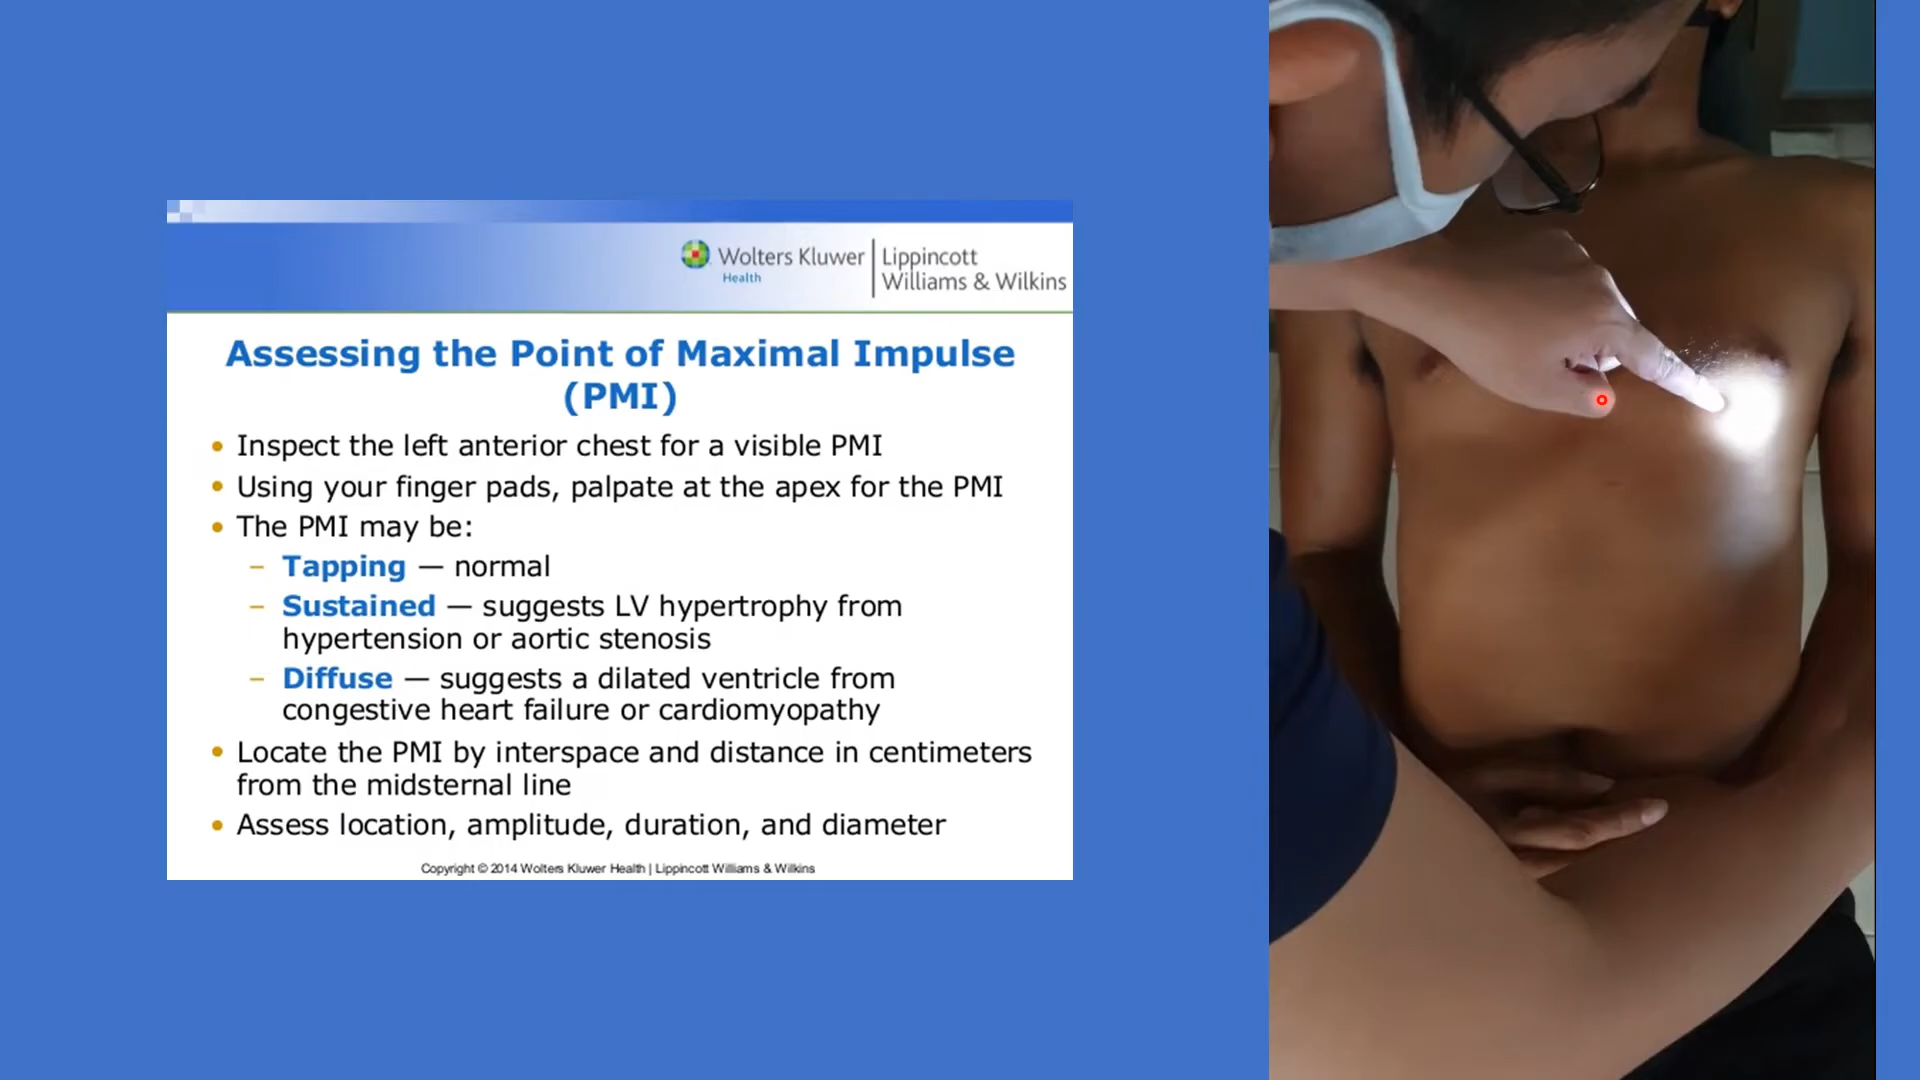 Wolters Kluwer
Health
Lippincott
Williams & Wilkins
Assessing the Point of Maximal Impulse
(PMI)
• Inspect the left anterior chest for a visible PMI
• Using your finger pads, palpate at the apex for the PMI
• The PMI may be:
– Tapping — normal
– Sustained — suggests LV hypertrophy from
hypertension or aortic stenosis
– Diffuse — suggests a dilated ventricle from
congestive heart failure or cardiomyopathy
• Locate the PMI by interspace and distance in centimeters
from the midsternal line
• Assess location, amplitude, duration, and diameter
Copyright © 2014 Wolters Kluwer Health | Lippincott Williams & Wilkins